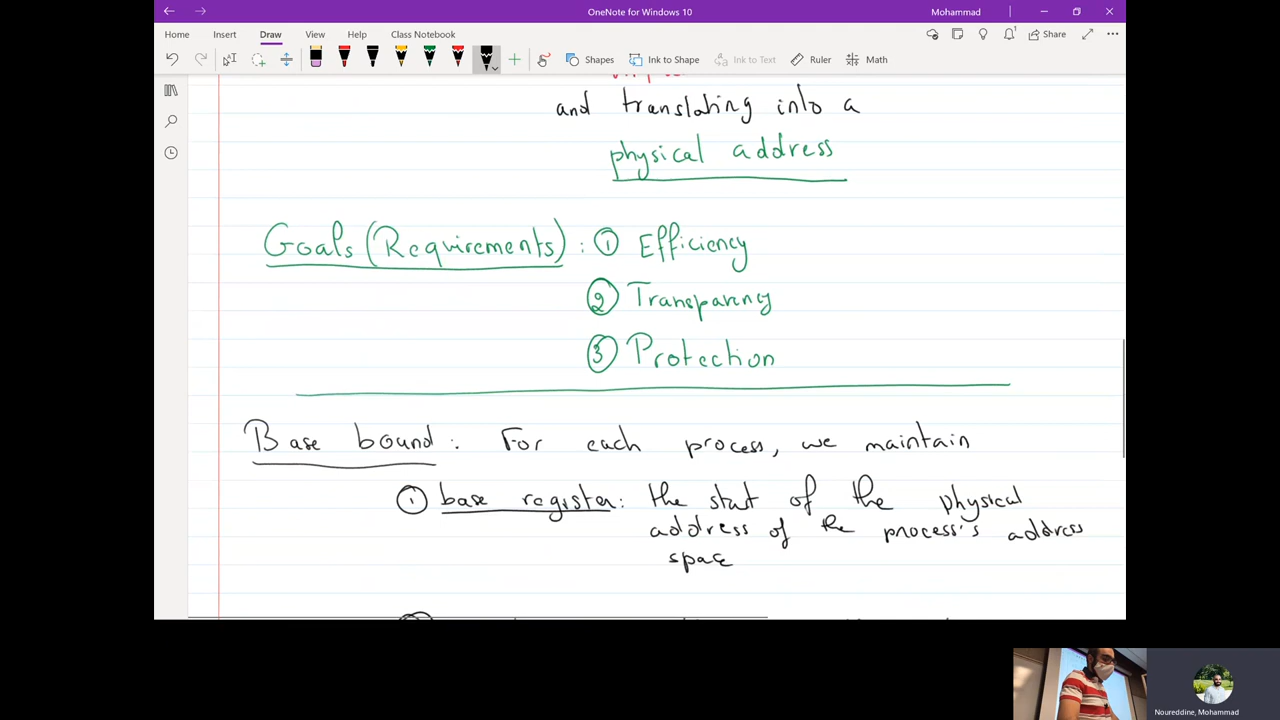 OneNote for Windows 10
Mohammad
Home Insert Draw View Help Class Notebook
Share
Shapes Ink to Shape Ink to Text Ruler Math
and translating into a
physical address
Goals (Requirements) : ① Efficiency
② Transparency
③ Protection
Base bound : For each process, we maintain
① base register : the start of the physical
address of the process's address
space
Noureddine, Mohammad